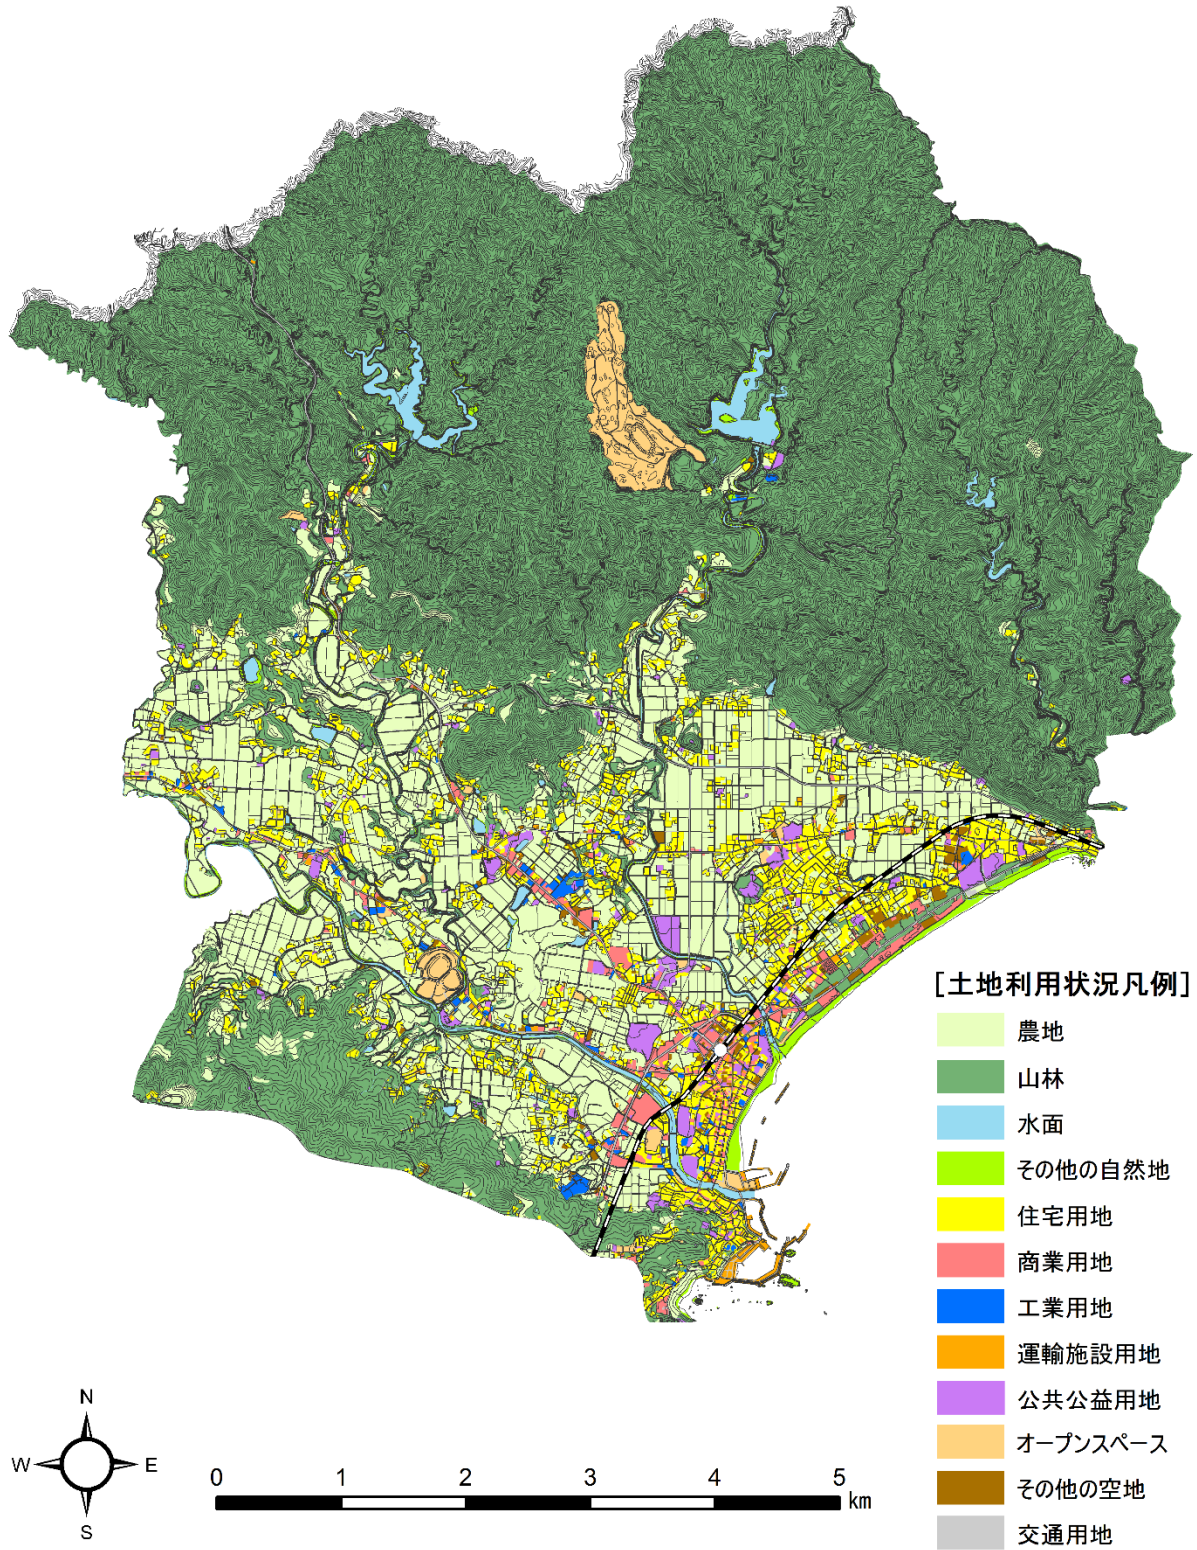 [土地利用状況凡例]
農地
山林
水面
その他の自然地
住宅用地
商業用地
工業用地
運輸施設用地
公共公益用地
オープンスペース
その他の空地
交通用地
N
W E
S
0 1 2 3 4 5
km